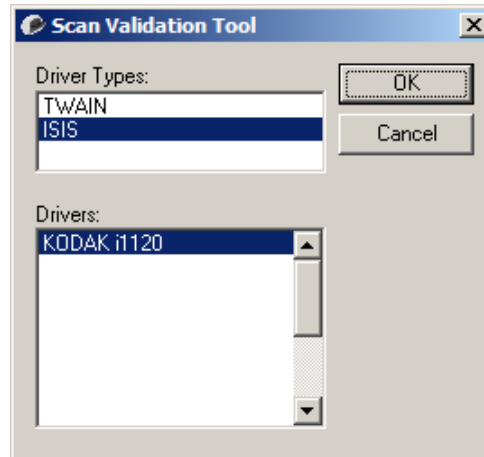 Scan Validation Tool
Driver Types:
TWAIN
ISIS
OK
Cancel
Drivers:
KODAK i1120